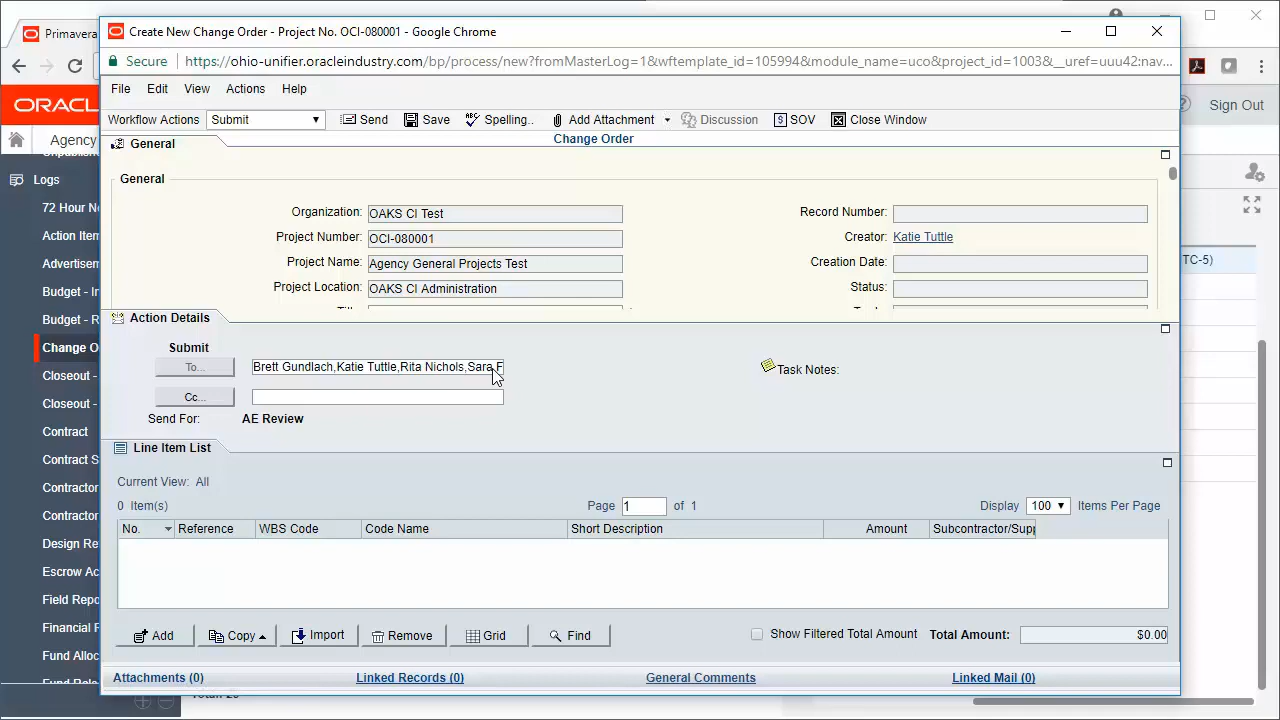 Primavera
Create New Change Order - Project No. OCI-080001 - Google Chrome
Secure https://ohio-unifier.oracleindustry.com/bp/process/new?fromMasterLog=1&wftemplate_id=105994&module_name=uco&project_id=1003&__uref=uuu42:nav...
File Edit View Actions Help
ORACL Sign Out
Workflow Actions Submit Send Save Spelling Add Attachment Discussion $ SOV Close Window
Agency
Change Order
General
General
Logs
72 Hour N
Action Item
Advertisem
Budget - In
Budget - R
Change O
Closeout -
Closeout -
Contract
Contract S
Contractor
Contractor
Design Re
Escrow Ac
Field Repo
Financial F
Fund Alloc
Organization: OAKS CI Test Record Number:
Project Number: OCI-080001 Creator: Katie Tuttle
Project Name: Agency General Projects Test Creation Date:
Project Location: OAKS CI Administration Status:
TC-5)
Action Details
Submit
To... Brett Gundlach,Katie Tuttle,Rita Nichols,Sara F Task Notes:
Cc...
Send For: AE Review
Line Item List
Current View: All
0 Item(s) Page 1 of 1 Display 100 Items Per Page
No. Reference WBS Code Code Name Short Description Amount Subcontractor/Supp
Add Copy Import Remove Grid Find Show Filtered Total Amount Total Amount: $0.00
Attachments (0) Linked Records (0) General Comments Linked Mail (0)